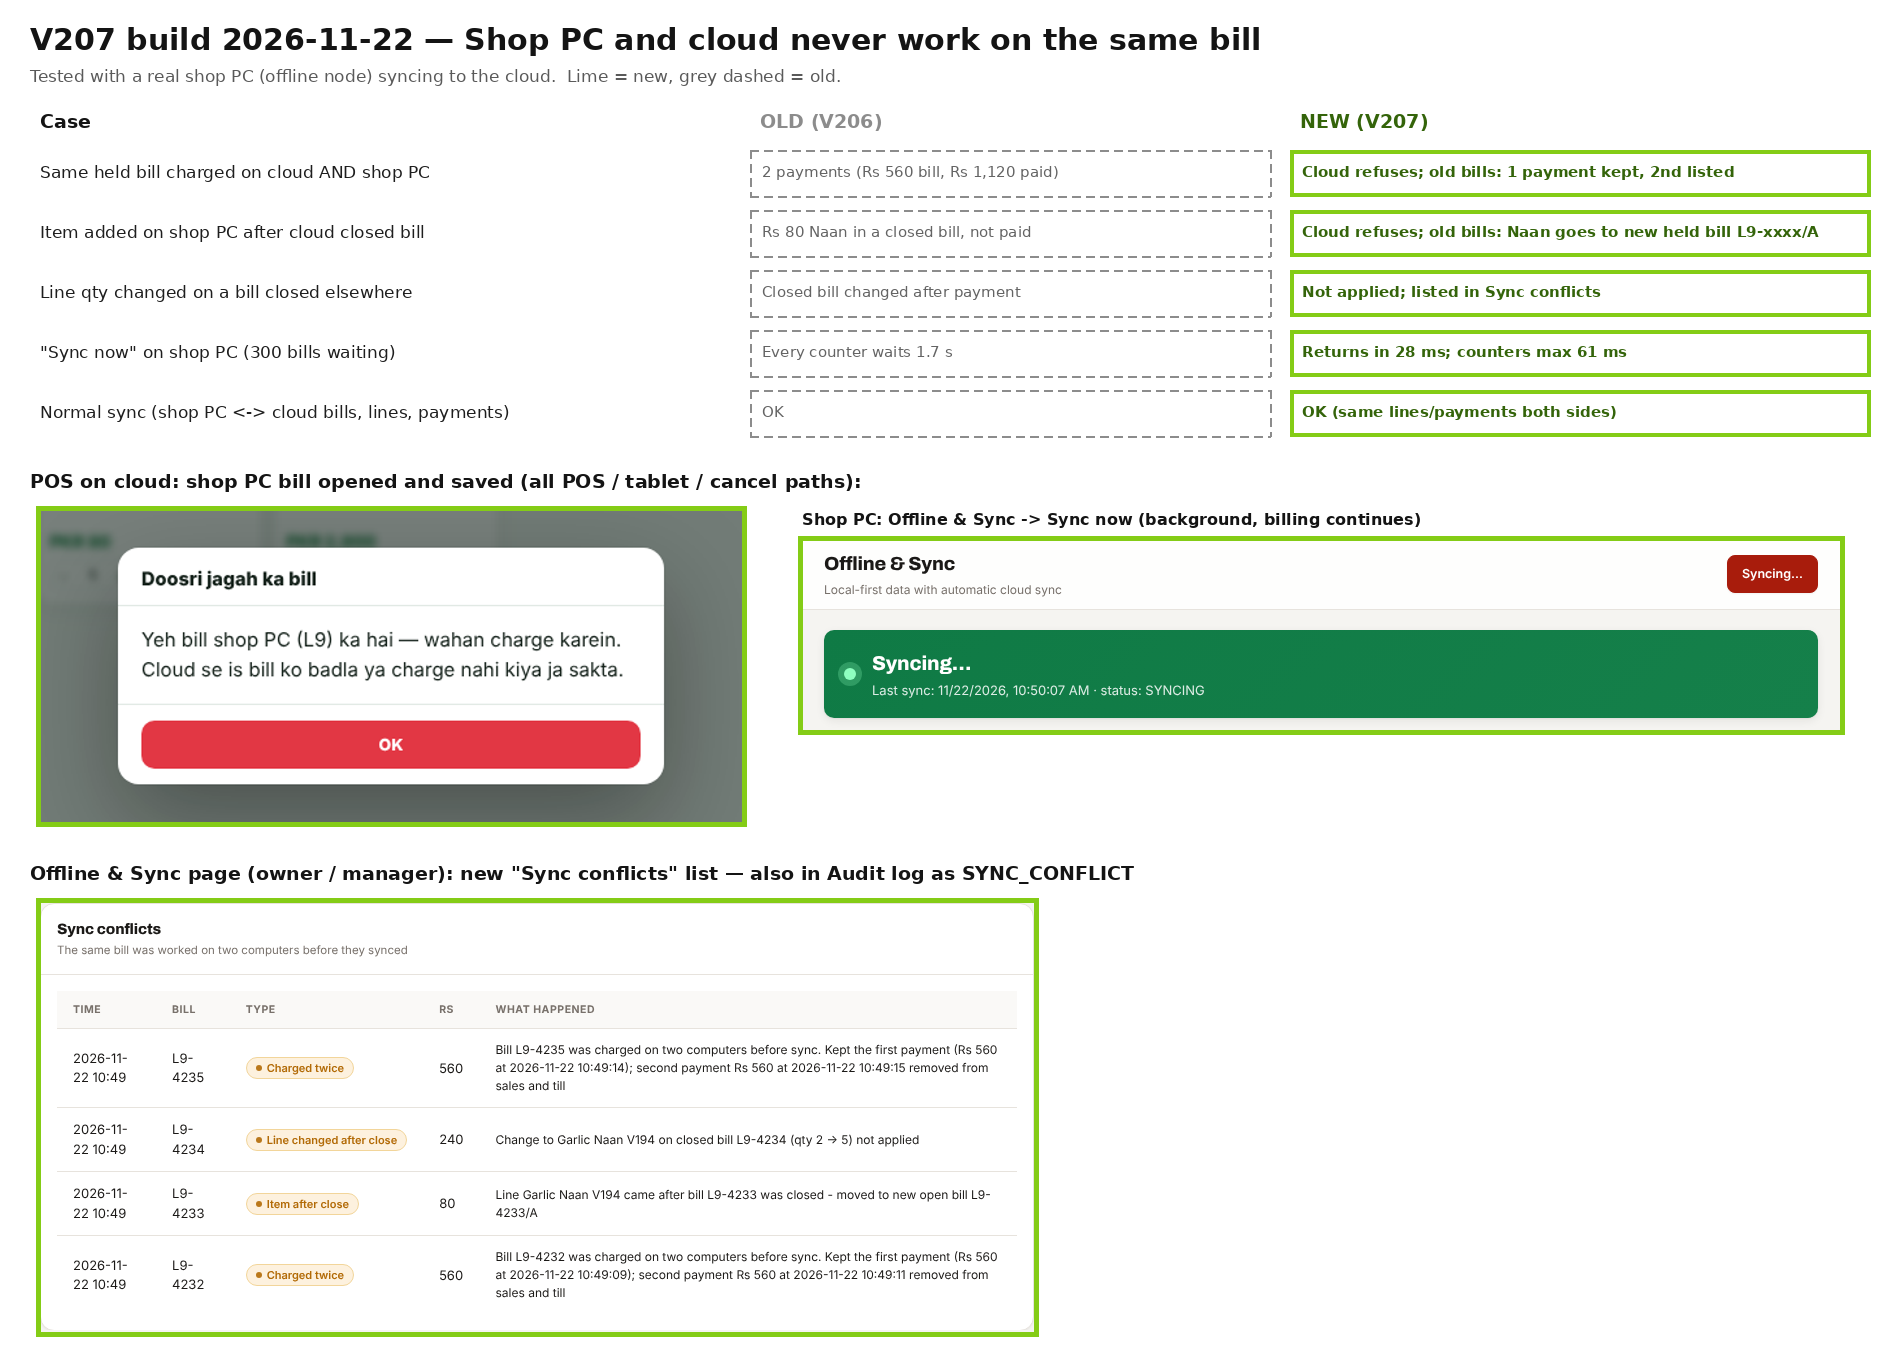 V207 build 2026-11-22 — Shop PC and cloud never work on the same bill
Tested with a real shop PC (offline node) syncing to the cloud.  Lime = new, grey dashed = old.
Case
OLD (V206)
NEW (V207)
Same held bill charged on cloud AND shop PC
2 payments (Rs 560 bill, Rs 1,120 paid)
Cloud refuses; old bills: 1 payment kept, 2nd listed
Item added on shop PC after cloud closed bill
Rs 80 Naan in a closed bill, not paid
Cloud refuses; old bills: Naan goes to new held bill L9-xxxx/A
Line qty changed on a bill closed elsewhere
Closed bill changed after payment
Not applied; listed in Sync conflicts
"Sync now" on shop PC (300 bills waiting)
Every counter waits 1.7 s
Returns in 28 ms; counters max 61 ms
Normal sync (shop PC <-> cloud bills, lines, payments)
OK
OK (same lines/payments both sides)
POS on cloud: shop PC bill opened and saved (all POS / tablet / cancel paths):
Doosri jagah ka bill
Yeh bill shop PC (L9) ka hai — wahan charge karein.
Cloud se is bill ko badla ya charge nahi kiya ja sakta.
OK
Shop PC: Offline & Sync -> Sync now (background, billing continues)
Offline & Sync
Local-first data with automatic cloud sync
Syncing...
Syncing...
Last sync: 11/22/2026, 10:50:07 AM · status: SYNCING
Offline & Sync page (owner / manager): new "Sync conflicts" list — also in Audit log as SYNC_CONFLICT
Sync conflicts
The same bill was worked on two computers before they synced
TIME
BILL
TYPE
RS
WHAT HAPPENED
2026-11-
22 10:49
L9-
4235
Charged twice
560
Bill L9-4235 was charged on two computers before sync. Kept the first payment (Rs 560
at 2026-11-22 10:49:14); second payment Rs 560 at 2026-11-22 10:49:15 removed from
sales and till
2026-11-
22 10:49
L9-
4234
Line changed after close
240
Change to Garlic Naan V194 on closed bill L9-4234 (qty 2 → 5) not applied
2026-11-
22 10:49
L9-
4233
Item after close
80
Line Garlic Naan V194 came after bill L9-4233 was closed - moved to new open bill L9-
4233/A
2026-11-
22 10:49
L9-
4232
Charged twice
560
Bill L9-4232 was charged on two computers before sync. Kept the first payment (Rs 560
at 2026-11-22 10:49:09); second payment Rs 560 at 2026-11-22 10:49:11 removed from
sales and till